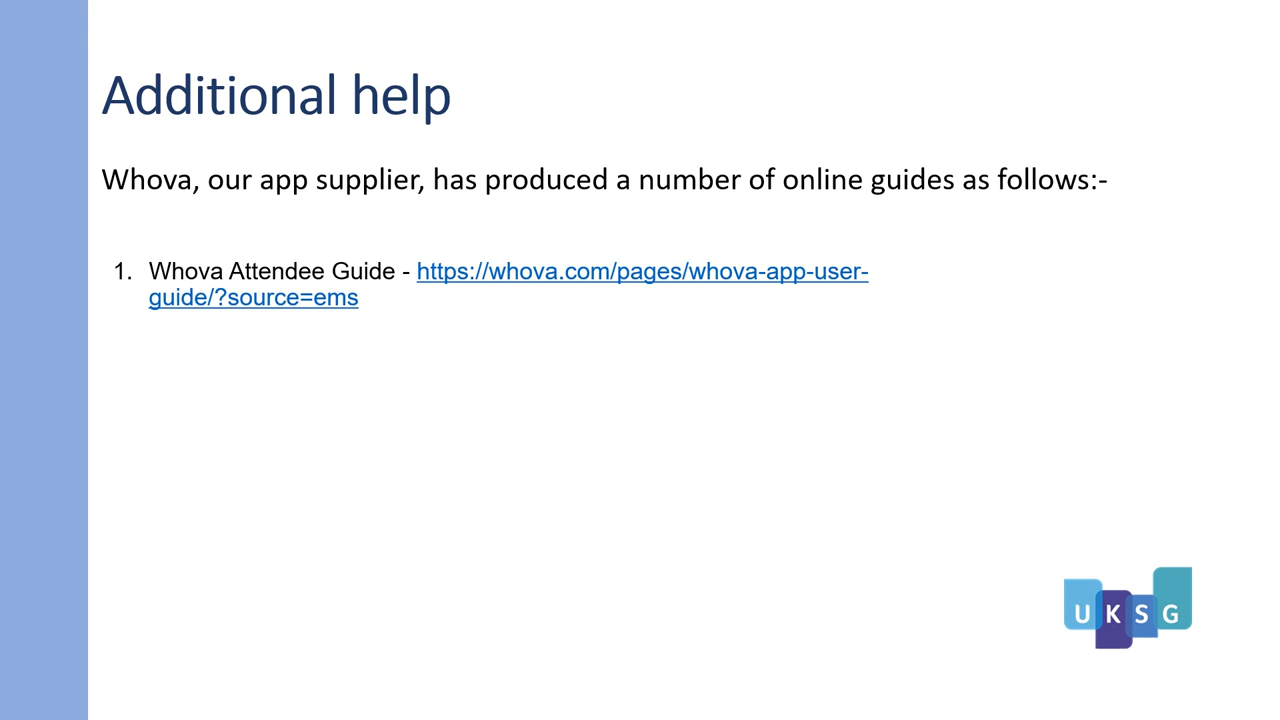 Additional help
Whova, our app supplier, has produced a number of online guides as follows:-
1. Whova Attendee Guide - https://whova.com/pages/whova-app-user-
guide/?source=ems
UKSG